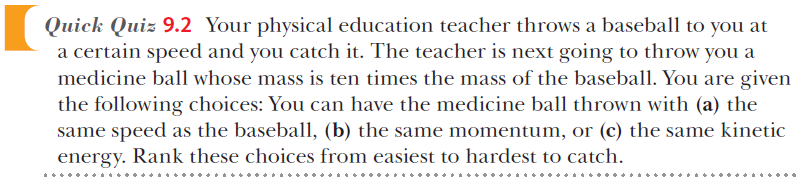 Quick Quiz 9.2 Your physical education teacher throws a baseball to you at
a certain speed and you catch it. The teacher is next going to throw you a
medicine ball whose mass is ten times the mass of the baseball. You are given
the following choices: You can have the medicine ball thrown with (a) the
same speed as the baseball, (b) the same momentum, or (c) the same kinetic
energy. Rank these choices from easiest to hardest to catch.